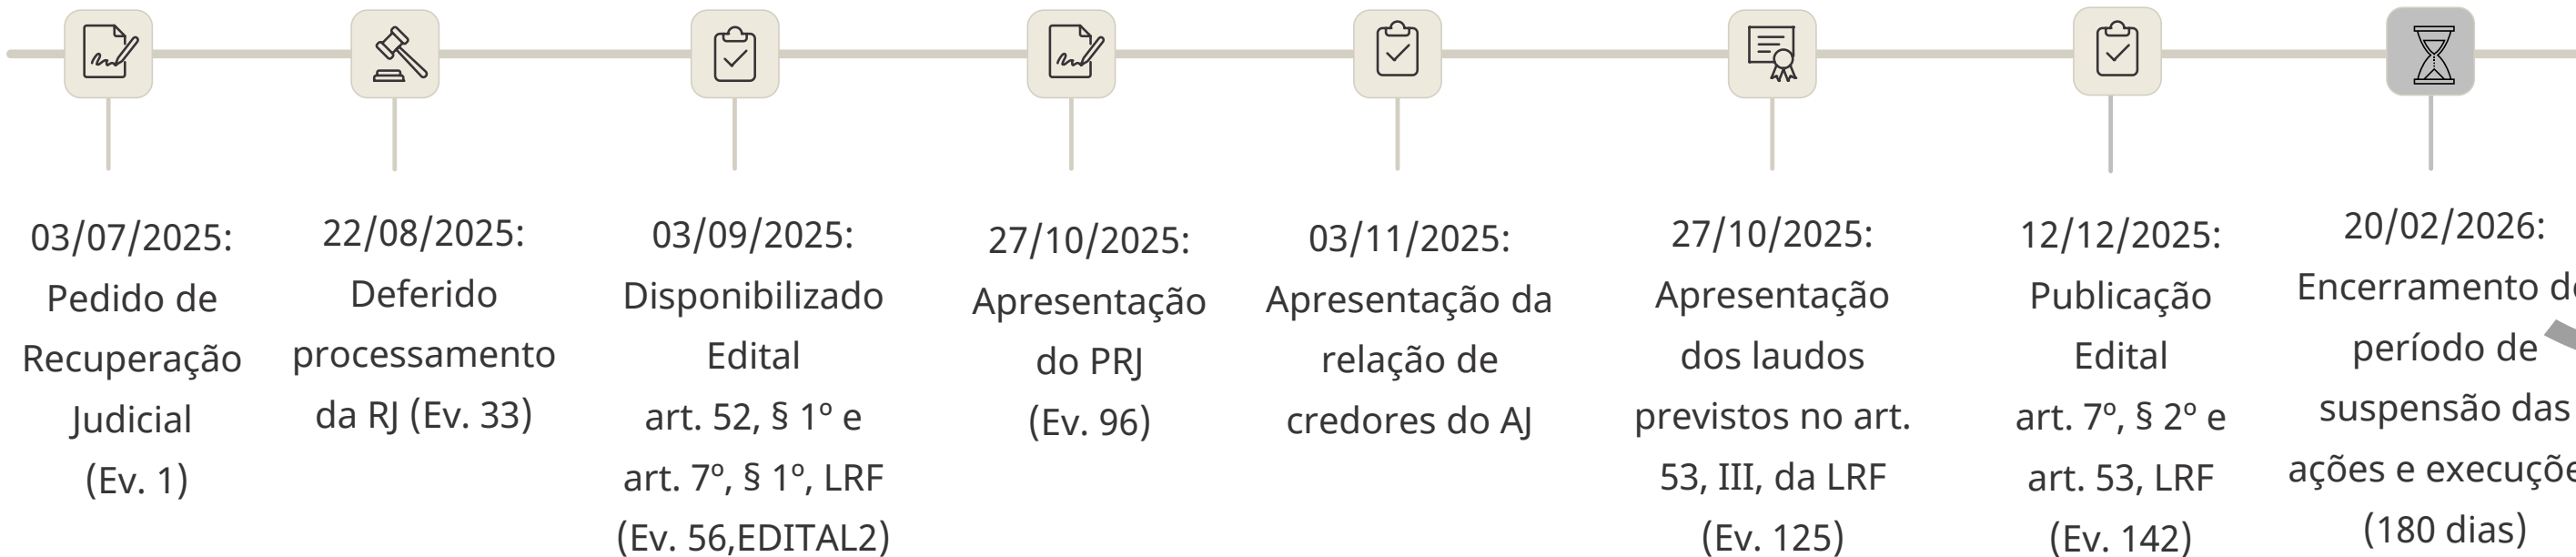 03/07/2025:
Pedido de
Recuperação
Judicial
(Ev. 1)
22/08/2025:
Deferido
processamento
da RJ (Ev. 33)
03/09/2025:
Disponibilizado
Edital
art. 52, § 1º e
art. 7º, § 1º, LRF
(Ev. 56,EDITAL2)
27/10/2025:
Apresentação
do PRJ
(Ev. 96)
03/11/2025:
Apresentação da
relação de
credores do AJ
27/10/2025:
Apresentação
dos laudos
previstos no art.
53, III, da LRF
(Ev. 125)
12/12/2025:
Publicação
Edital
art. 7º, § 2º e
art. 53, LRF
(Ev. 142)
20/02/2026:
Encerramento
período de
suspensão das
ações e
(180 dias)